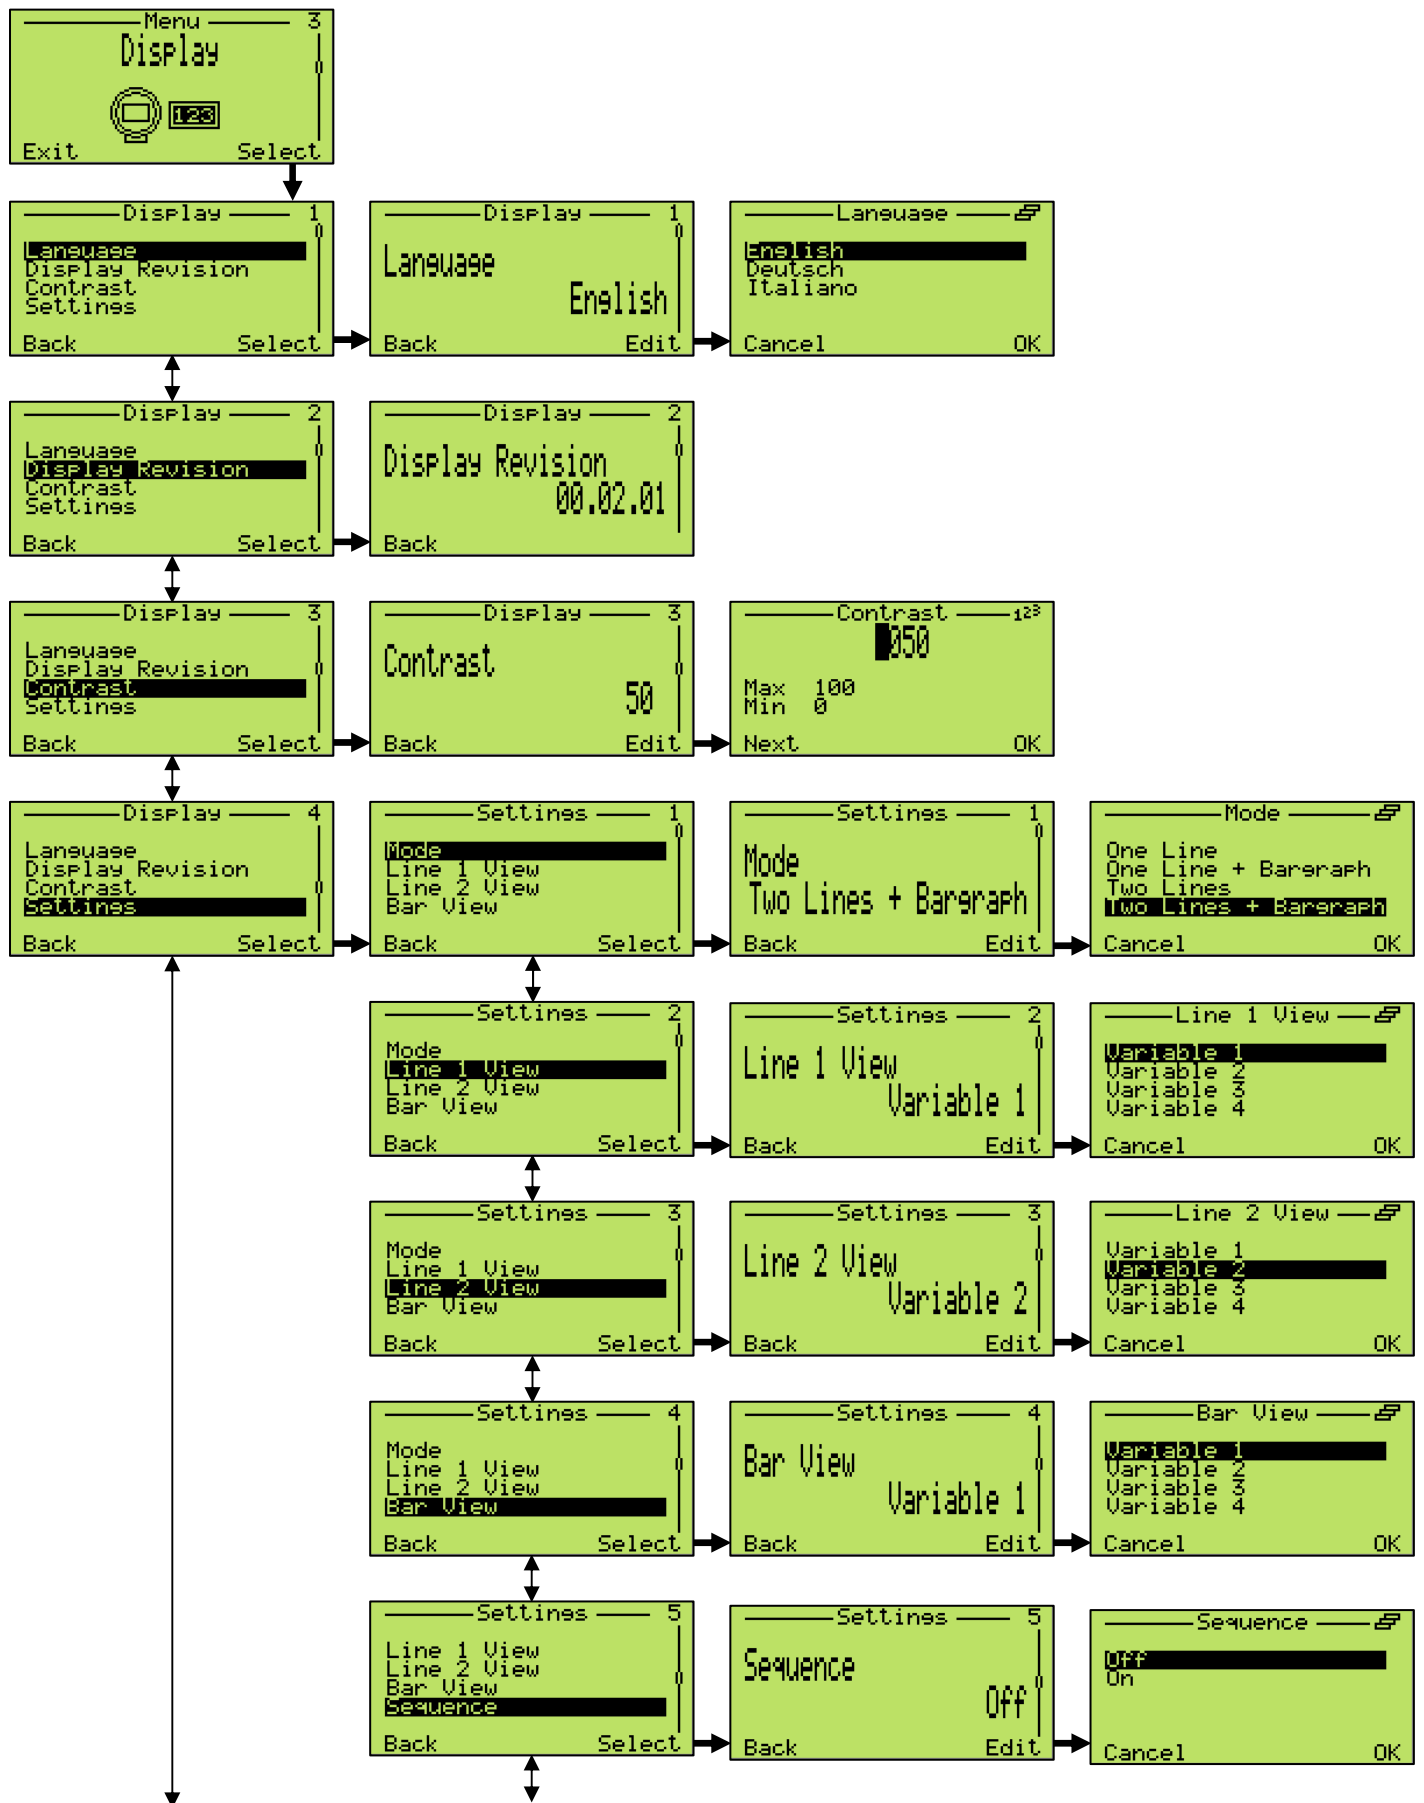 Menu 3
Display
123
Exit Select
Display 1
Language
Display Revision
Contrast
Settings
Back Select
Display 1
Language
English
Back Edit
Language
English
Deutsch
Italiano
Cancel OK
Display 2
Language
Display Revision
Contrast
Settings
Back Select
Display 2
Display Revision
00.02.01
Back
Display 3
Language
Display Revision
Contrast
Settings
Back Select
Display 3
Contrast
50
Back Edit
Contrast 123
050
Max 100
Min 0
Next OK
Display 4
Language
Display Revision
Contrast
Settings
Back Select
Settings 1
Mode
Line 1 View
Line 2 View
Bar View
Back Select
Settings 1
Mode
Two Lines + Bargraph
Back Edit
Mode
One Line
One Line + Bargraph
Two Lines
Two Lines + Bargraph
Cancel OK
Settings 2
Mode
Line 1 View
Line 2 View
Bar View
Back Select
Settings 2
Line 1 View
Variable 1
Back Edit
Line 1 View
Variable 1
Variable 2
Variable 3
Variable 4
Cancel OK
Settings 3
Mode
Line 1 View
Line 2 View
Bar View
Back Select
Settings 3
Line 2 View
Variable 2
Back Edit
Line 2 View
Variable 1
Variable 2
Variable 3
Variable 4
Cancel OK
Settings 4
Mode
Line 1 View
Line 2 View
Bar View
Back Select
Settings 4
Bar View
Variable 1
Back Edit
Bar View
Variable 1
Variable 2
Variable 3
Variable 4
Cancel OK
Settings 5
Line 1 View
Line 2 View
Bar View
Sequence
Back Select
Settings 5
Sequence
Off
Back Edit
Sequence
Off
On
Cancel OK